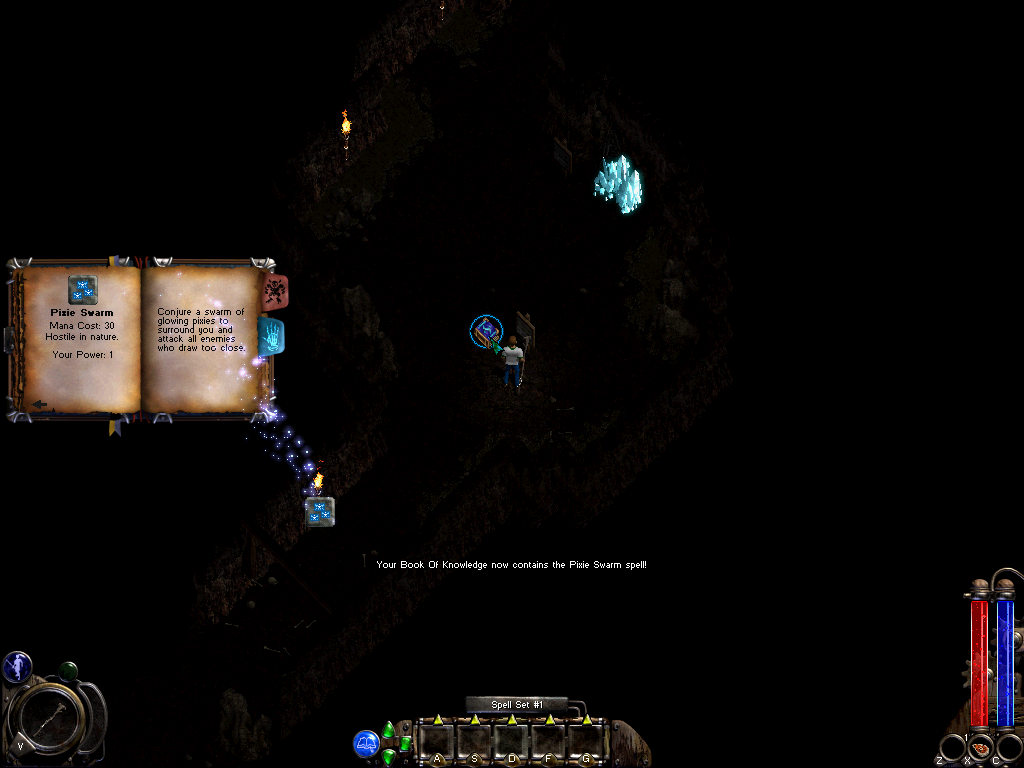 Pixie Swarm
Mana Cost: 30
Hostile in nature.
Your Power: 1
Conjure a swarm of
glowing pixies to
surround you and
attack all enemies
who draw too close.
Your Book Of Knowledge now contains the Pixie Swarm spell!
Spell Set #1
A S D F G
V
1
Z X C